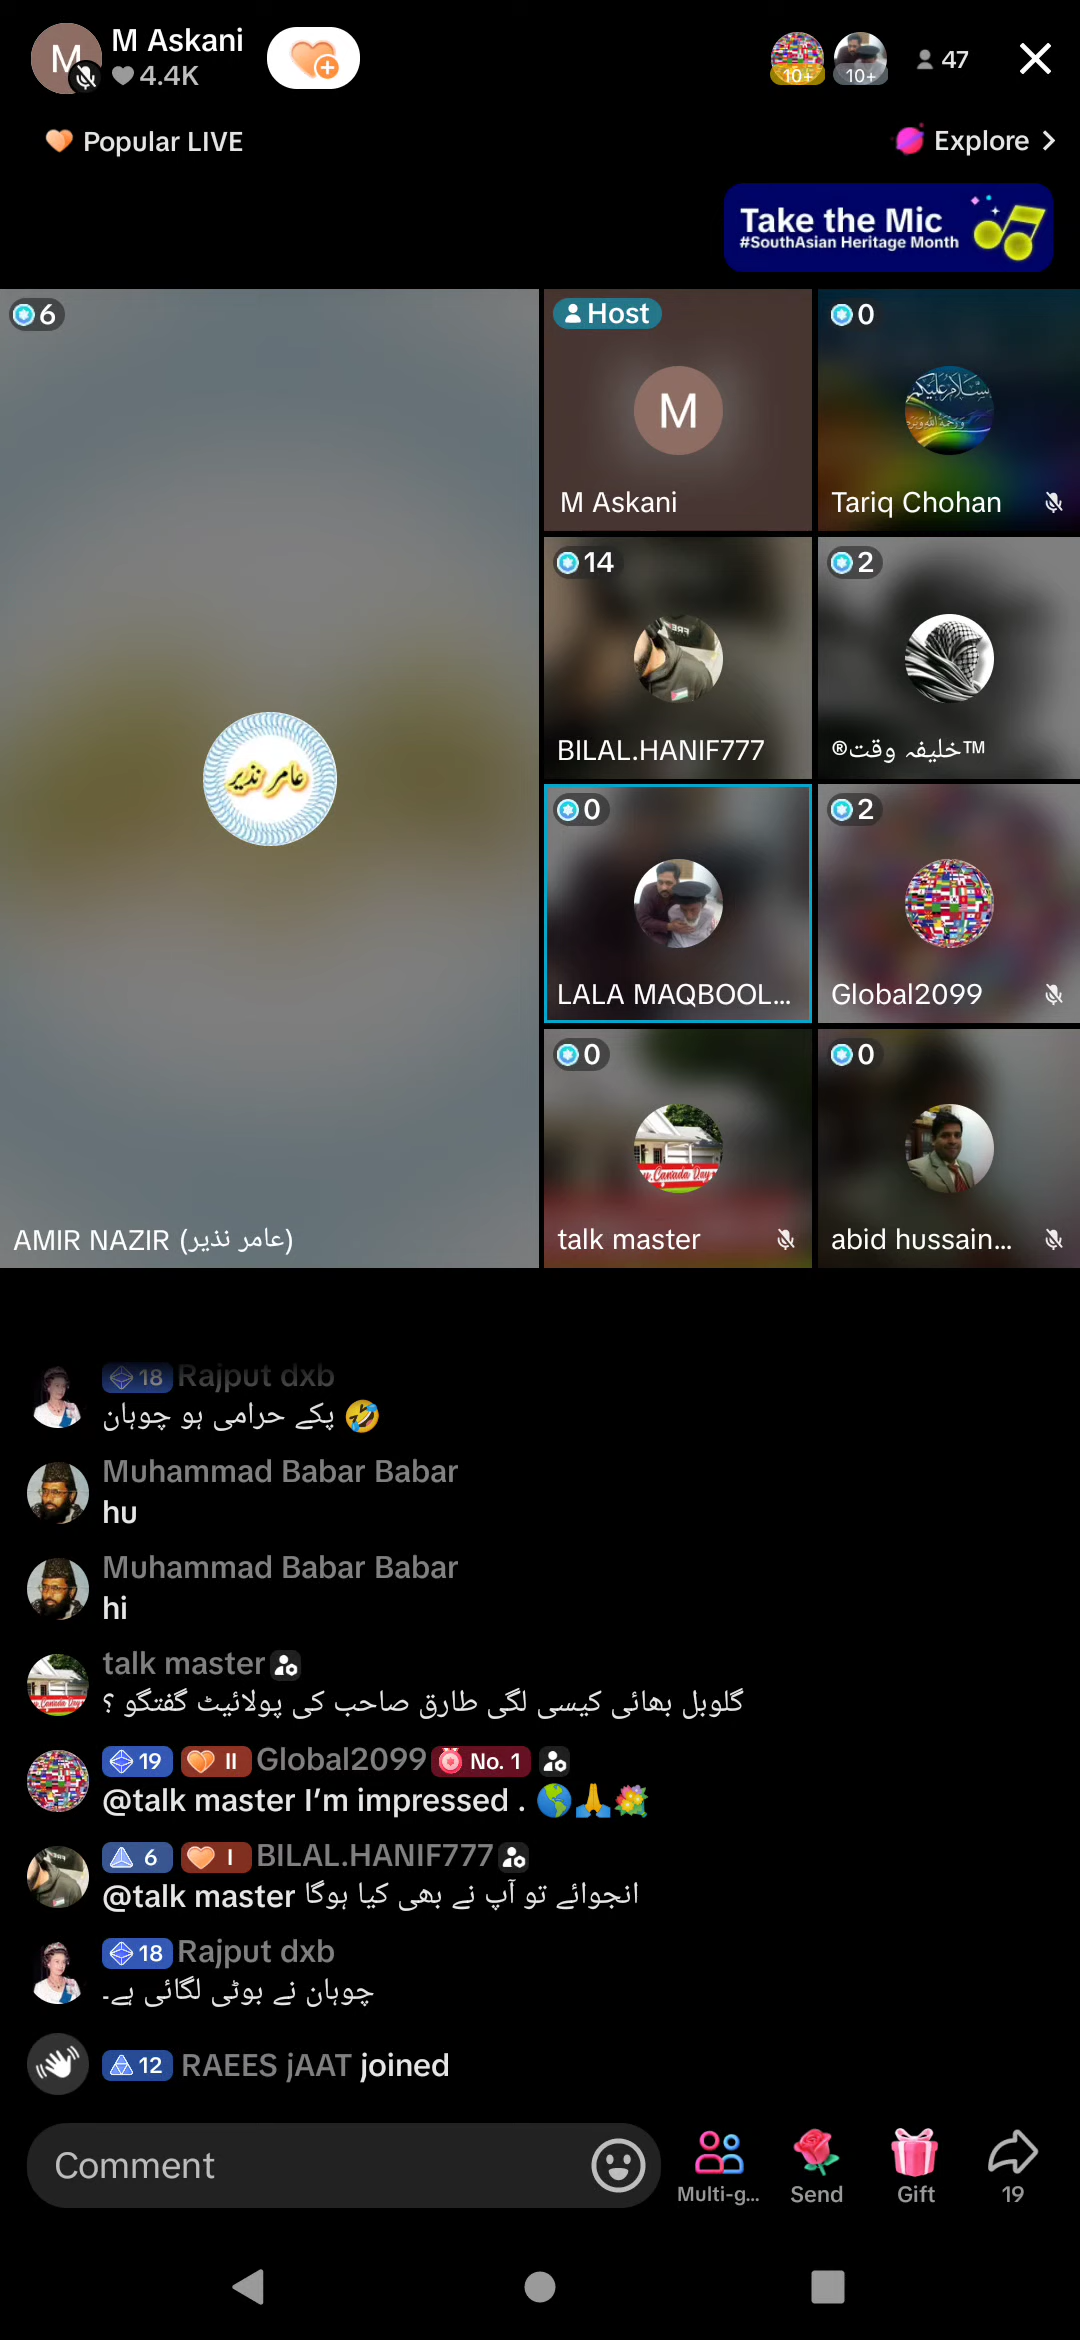 M
M Askani
4.4K
10+
10+
47
Popular LIVE
Explore
Take the Mic
#SouthAsian Heritage Month
6
عامر نذیر
AMIR NAZIR (عامر نذیر)
Host
M
M Askani
0
Tariq Chohan
14
BILAL.HANIF777
2
®خلیفہ وقت™
0
LALA MAQBOOL...
2
Global2099
0
Canada Day
talk master
0
abid hussain...
18 Rajput dxb
پکے حرامی ہو چوہان 🤣
Muhammad Babar Babar
hu
Muhammad Babar Babar
hi
talk master
گلوبل بھائی کیسی لگی طارق صاحب کی پولائیٹ گفتگو ؟
19 II Global2099 No. 1
@talk master I’m impressed . 🌎🙏💐
6 I BILAL.HANIF777
@talk master انجوائے تو آپ نے بھی کیا ہوگا
18 Rajput dxb
چوہان نے بوٹی لگائی ہے۔
12 RAEES jAAT joined
Comment
Multi-g...
Send
Gift
19